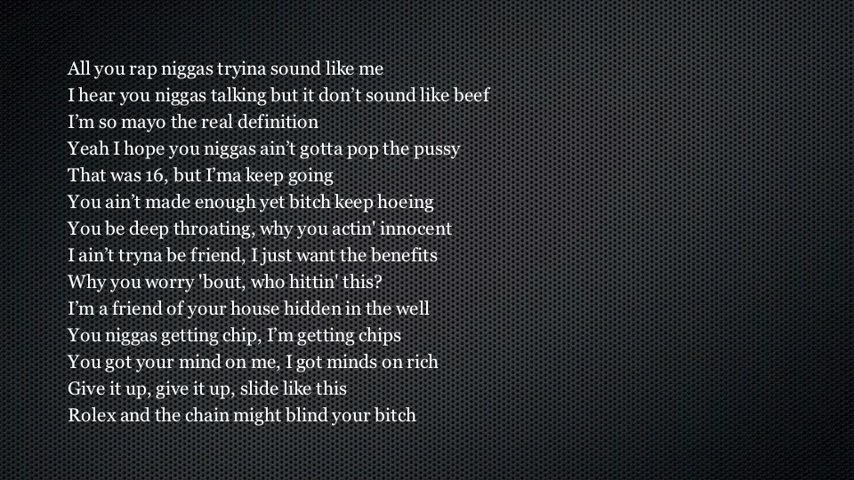 All you rap niggas tryina sound like me
I hear you niggas talking but it don’t sound like beef
I’m so mayo the real definition
Yeah I hope you niggas ain’t gotta pop the pussy
That was 16, but I’ma keep going
You ain’t made enough yet bitch keep hoeing
You be deep throating, why you actin' innocent
I ain’t tryna be friend, I just want the benefits
Why you worry 'bout, who hittin' this?
I’m a friend of your house hidden in the well
You niggas getting chip, I’m getting chips
You got your mind on me, I got minds on rich
Give it up, give it up, slide like this
Rolex and the chain might blind your bitch